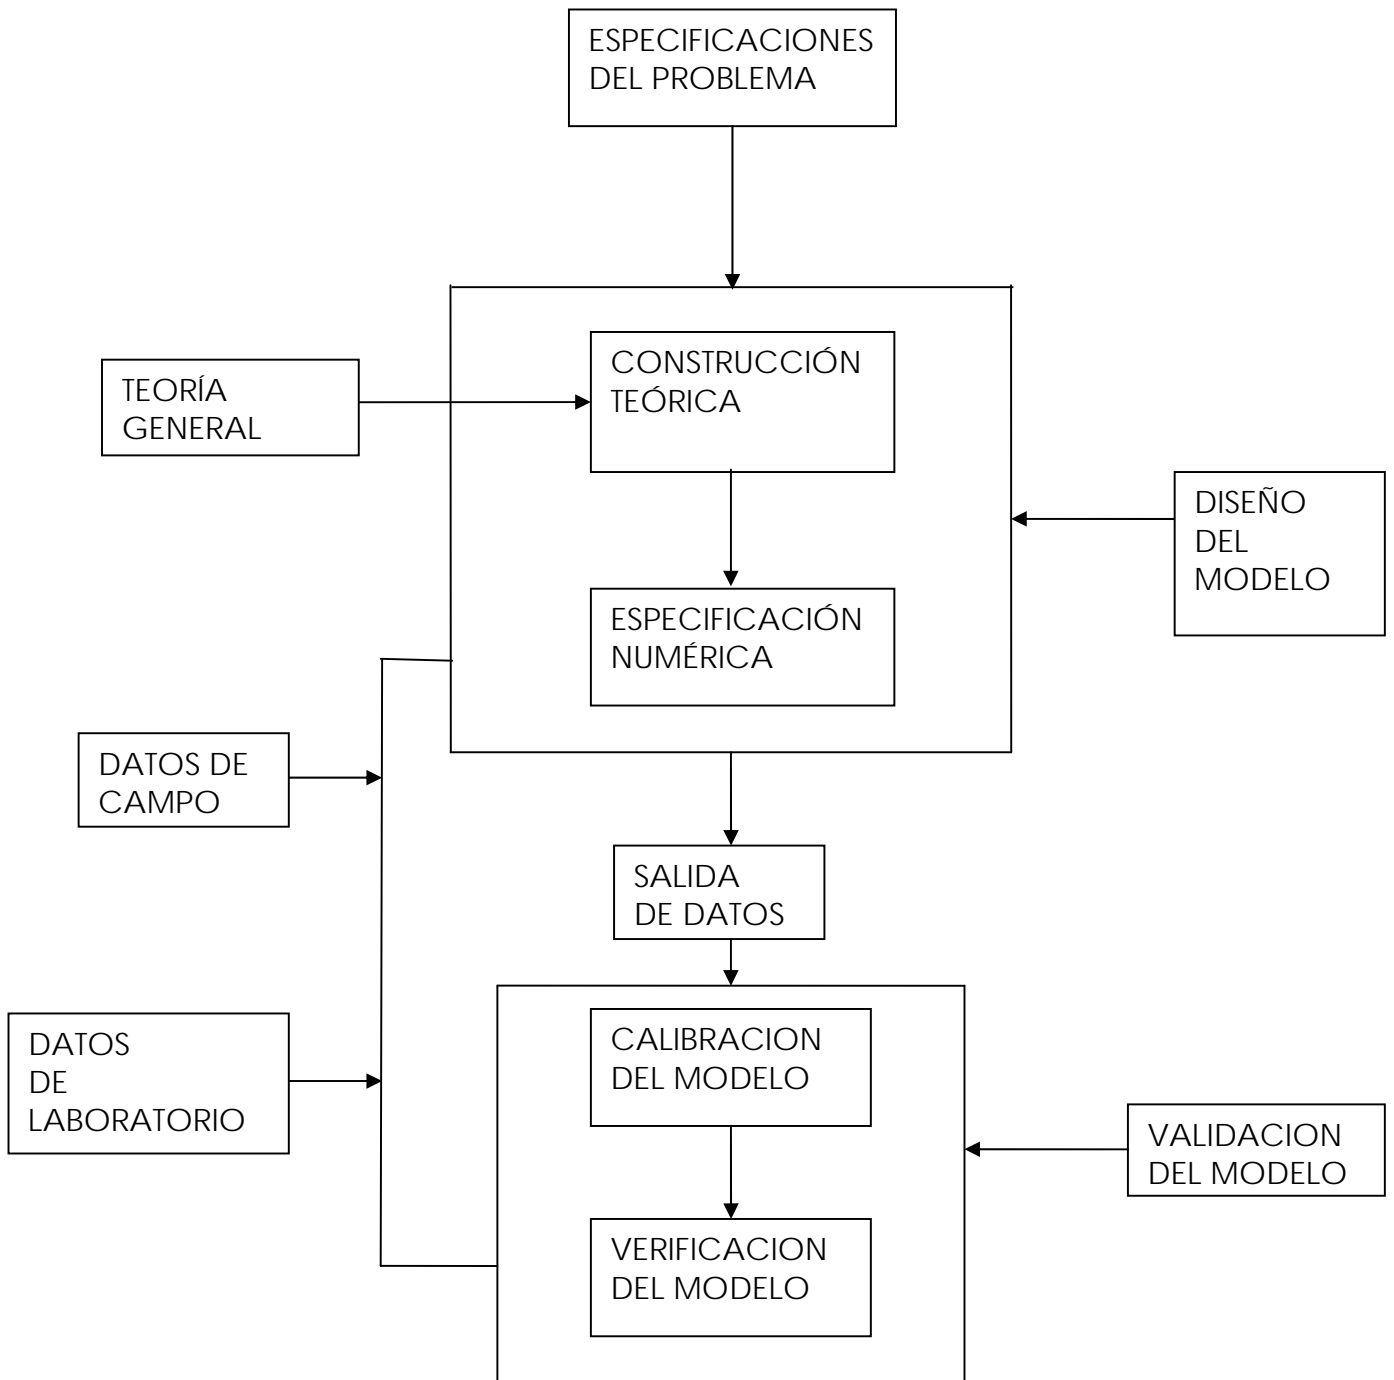 ESPECIFICACIONES
DEL PROBLEMA
CONSTRUCCIÓN
TEÓRICA
TEORÍA
GENERAL
DISEÑO
DEL
MODELO
ESPECIFICACIÓN
NUMÉRICA
DATOS DE
CAMPO
SALIDA
DE DATOS
DATOS
DE
LABORATORIO
CALIBRACION
DEL MODELO
VALIDACION
DEL MODELO
VERIFICACION
DEL MODELO